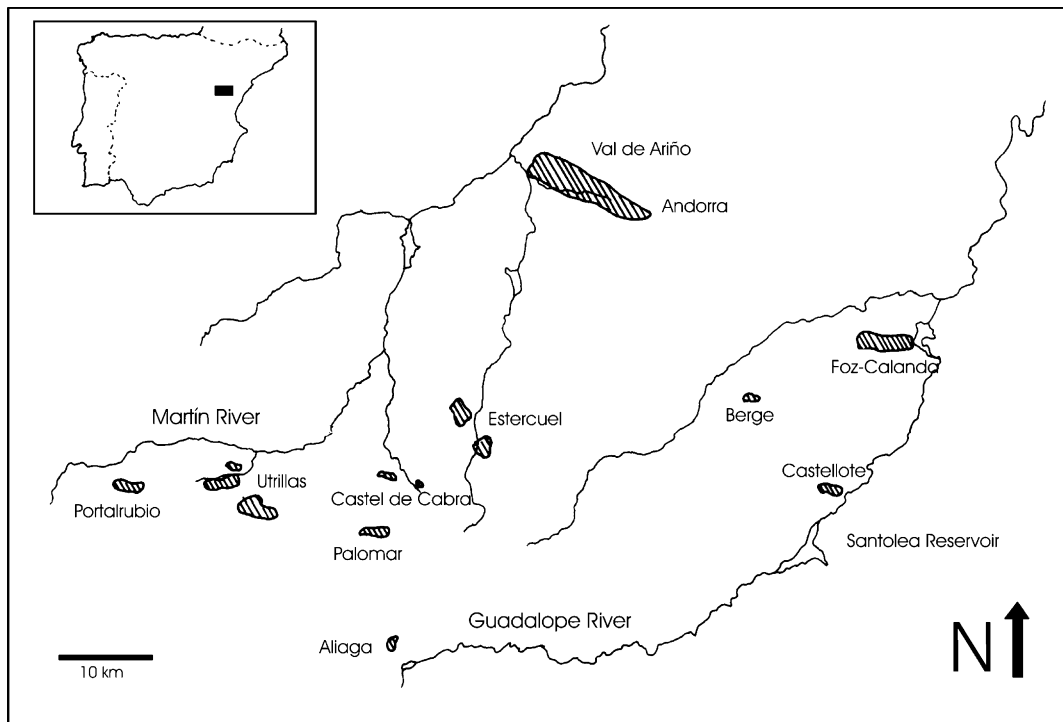 Val de Ariño
Andorra
Foz-Calanda
Martín River
Estercuel
Berge
Utrillas
Castellote
Portalrubio
Castel de Cabra
Palomar
Santolea Reservoir
Guadalope River
Aliaga
N
10 km